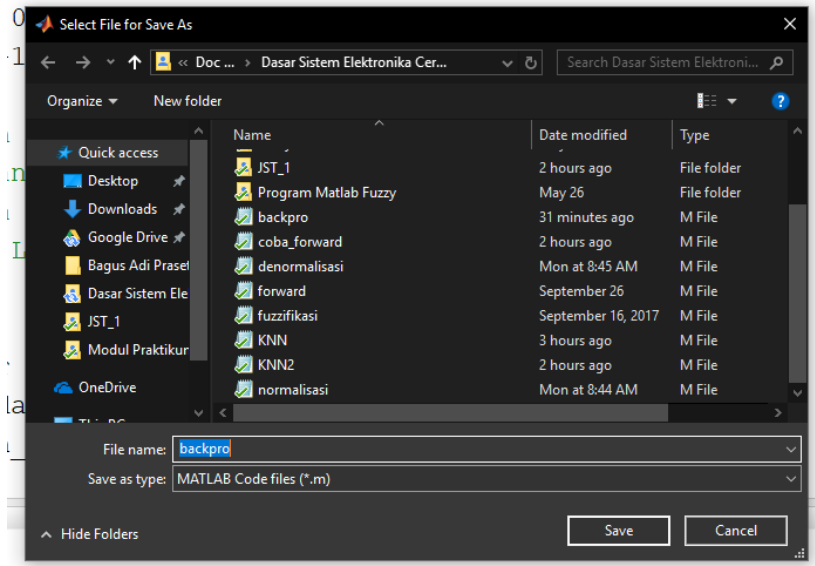 Select File for Save As
« Doc ... › Dasar Sistem Elektronika Cer...
Search Dasar Sistem Elektroni...
Organize
New folder
Name Date modified Type
Quick access
Desktop
Downloads
Google Drive
Bagus Adi Praset
Dasar Sistem Ele
JST_1
Modul Praktikur
OneDrive
JST_1 2 hours ago File folder
Program Matlab Fuzzy May 26 File folder
backpro 31 minutes ago M File
coba_forward 2 hours ago M File
denormalisasi Mon at 8:45 AM M File
forward September 26 M File
fuzzifikasi September 16, 2017 M File
KNN 3 hours ago M File
KNN2 2 hours ago M File
normalisasi Mon at 8:44 AM M File
File name: backpro
Save as type: MATLAB Code files (*.m)
Hide Folders
Save
Cancel